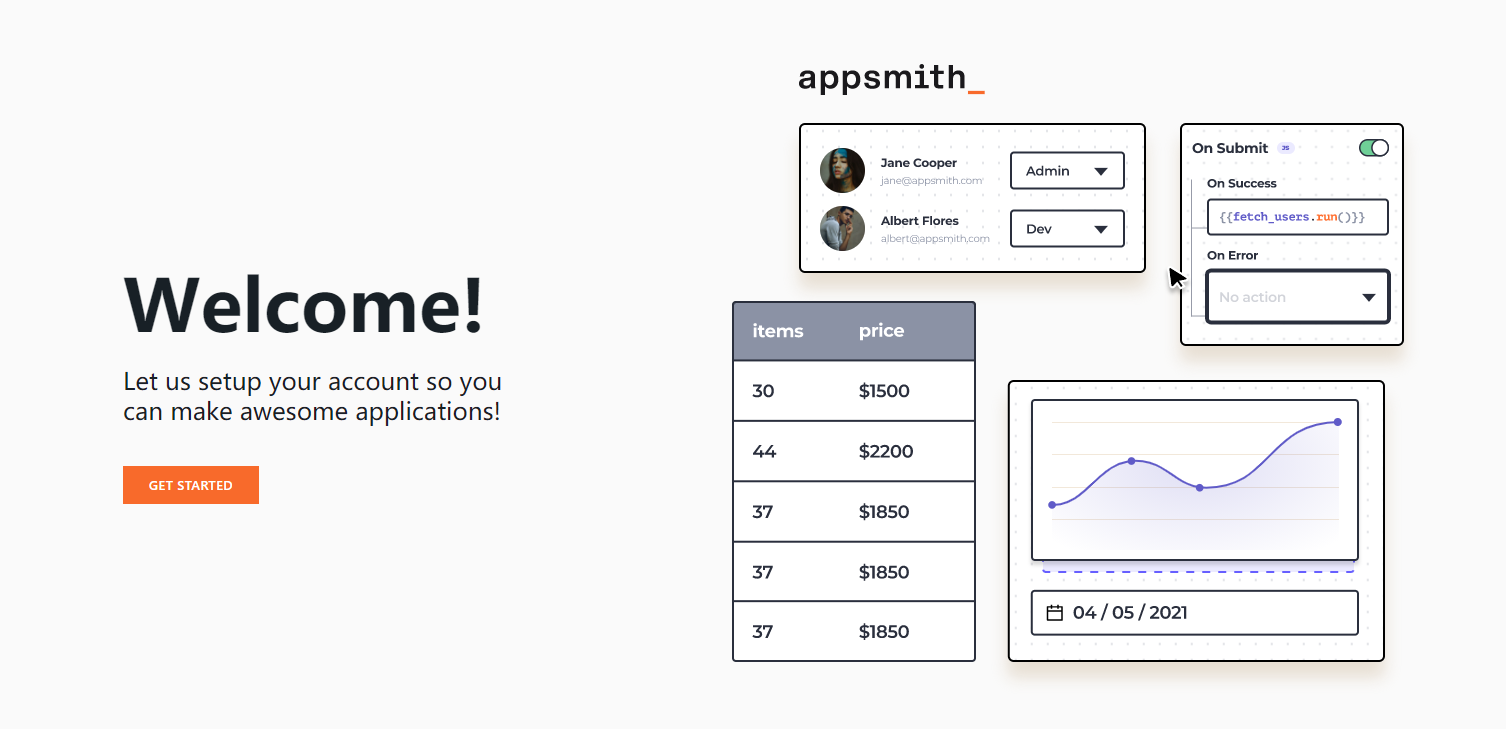 appsmith_
Welcome!
Let us setup your account so you
can make awesome applications!
GET STARTED
Jane Cooper
jane@appsmith.com
Admin
Albert Flores
albert@appsmith.com
Dev
On Submit JS
On Success
{{fetch_users.run()}}
On Error
No action
items price
30 $1500
44 $2200
37 $1850
37 $1850
37 $1850
04 / 05 / 2021